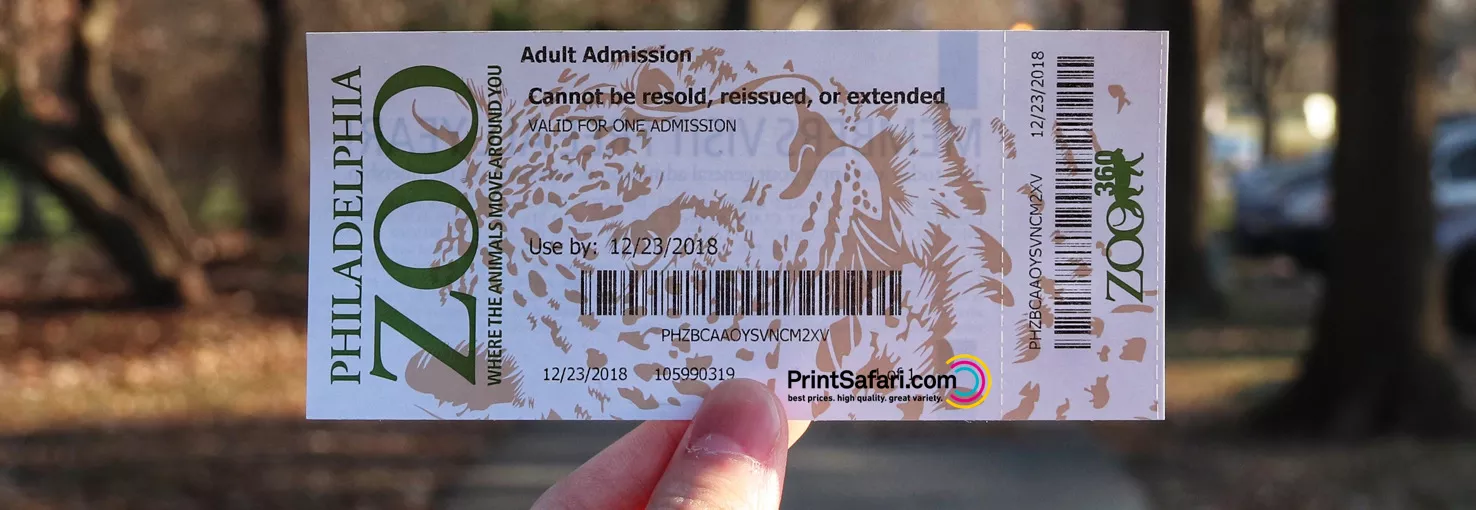 PHILADELPHIA
ZOO
WHERE THE ANIMALS MOVE AROUND YOU
Adult Admission
Cannot be resold, reissued, or extended
VALID FOR ONE ADMISSION
Use by: 12/23/2018
PHZBCAAOYSVNCM2XV
12/23/2018 105990319 of 1
PrintSafari.com
best prices. high quality. great variety.
12/23/2018
PHZBCAAOYSVNCM2XV
ZOO 360